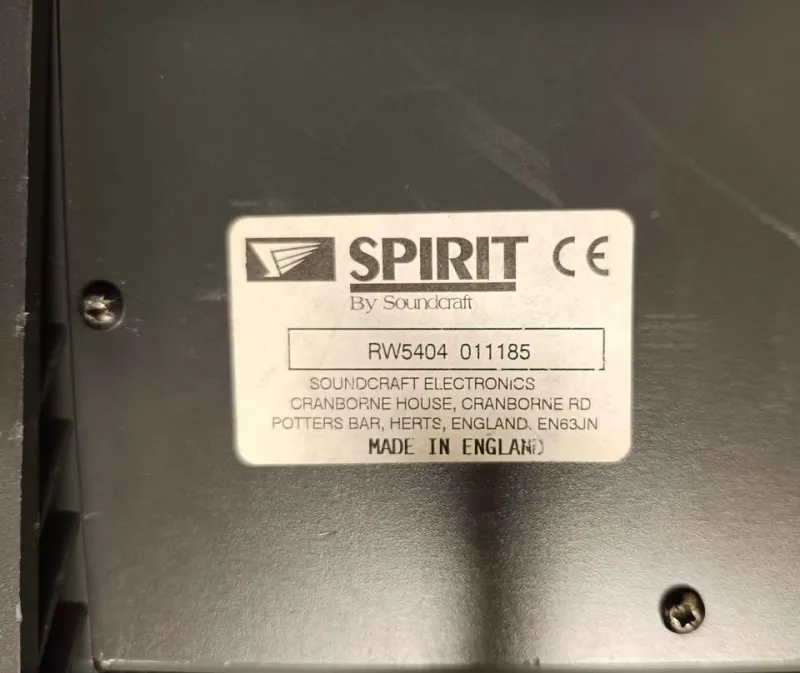 SPIRIT CE
By Soundcraft
RW5404 011185
SOUNDCRAFT ELECTRONICS
CRANBORNE HOUSE, CRANBORNE RD
POTTERS BAR, HERTS, ENGLAND, EN63JN
MADE IN ENGLAND